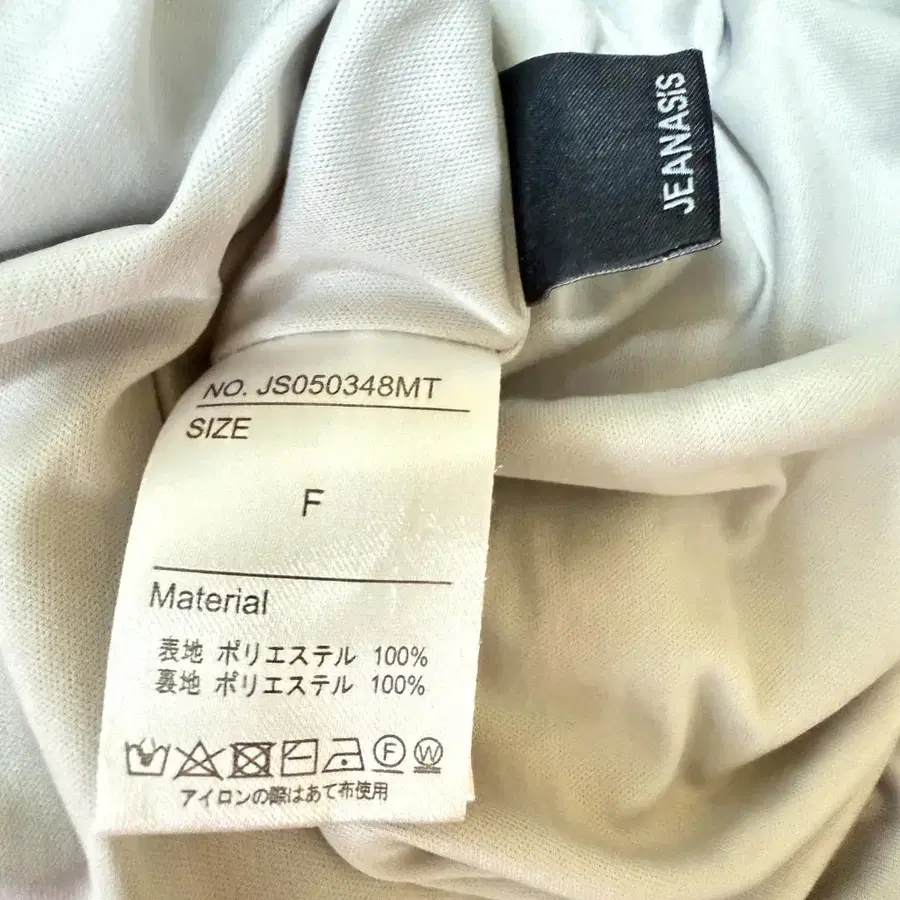 JEANASiS
NO. JS050348MT
SIZE
F
Material
表地 ポリエステル 100%
裏地 ポリエステル 100%
F W
アイロンの際はあて布使用